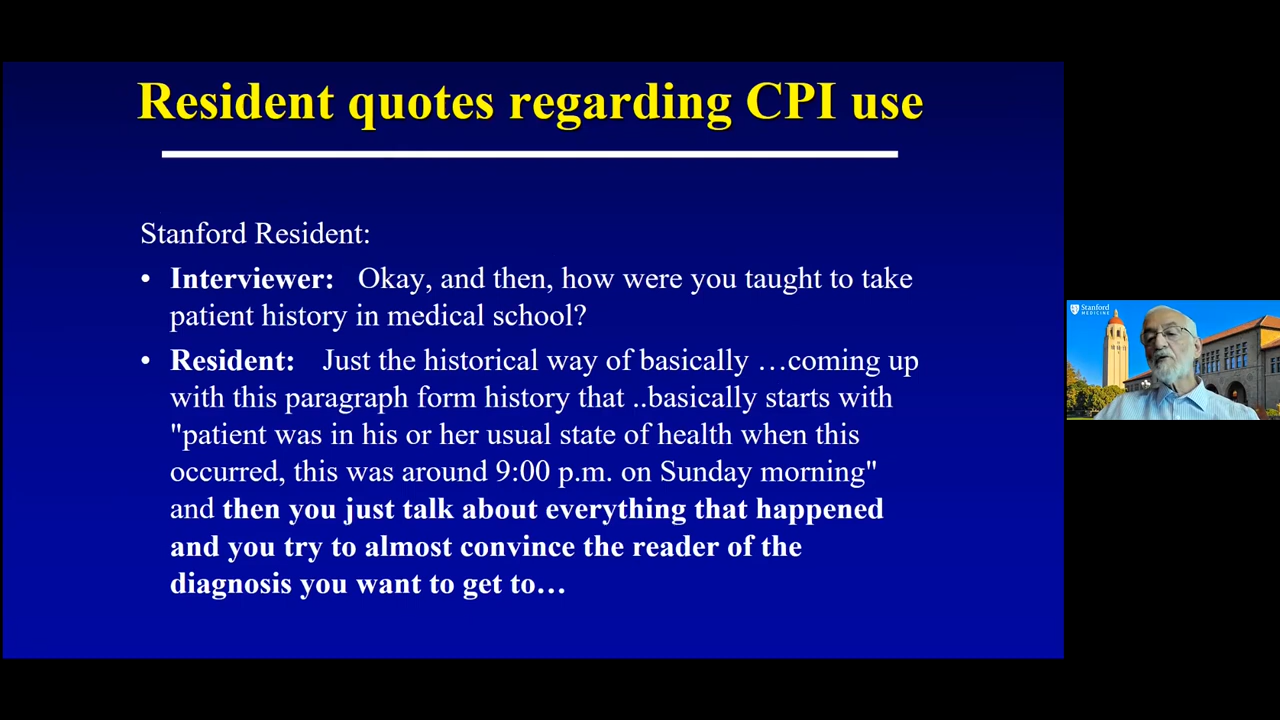 Resident quotes regarding CPI use
Stanford Resident:
• Interviewer: Okay, and then, how were you taught to take
patient history in medical school?
• Resident: Just the historical way of basically …coming up
with this paragraph form history that ..basically starts with
"patient was in his or her usual state of health when this
occurred, this was around 9:00 p.m. on Sunday morning"
and then you just talk about everything that happened
and you try to almost convince the reader of the
diagnosis you want to get to…
Stanford
MEDICINE